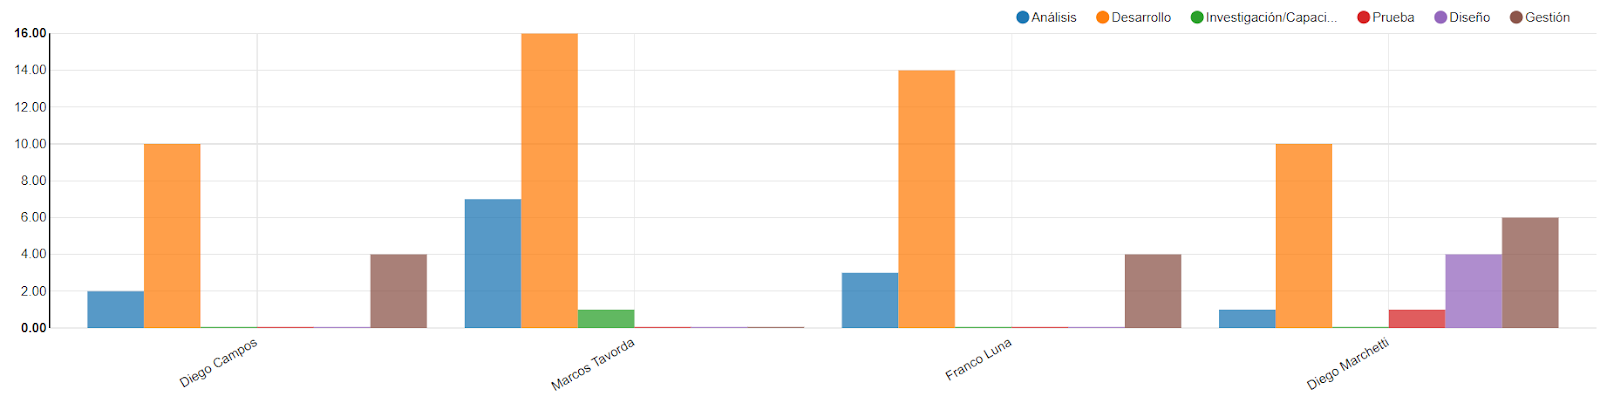 Análisis Desarrollo Investigación/Capaci... Prueba Diseño Gestión
16.00
14.00
12.00
10.00
8.00
6.00
4.00
2.00
0.00
Diego Campos
Marcos Tavorda
Franco Luna
Diego Marchetti